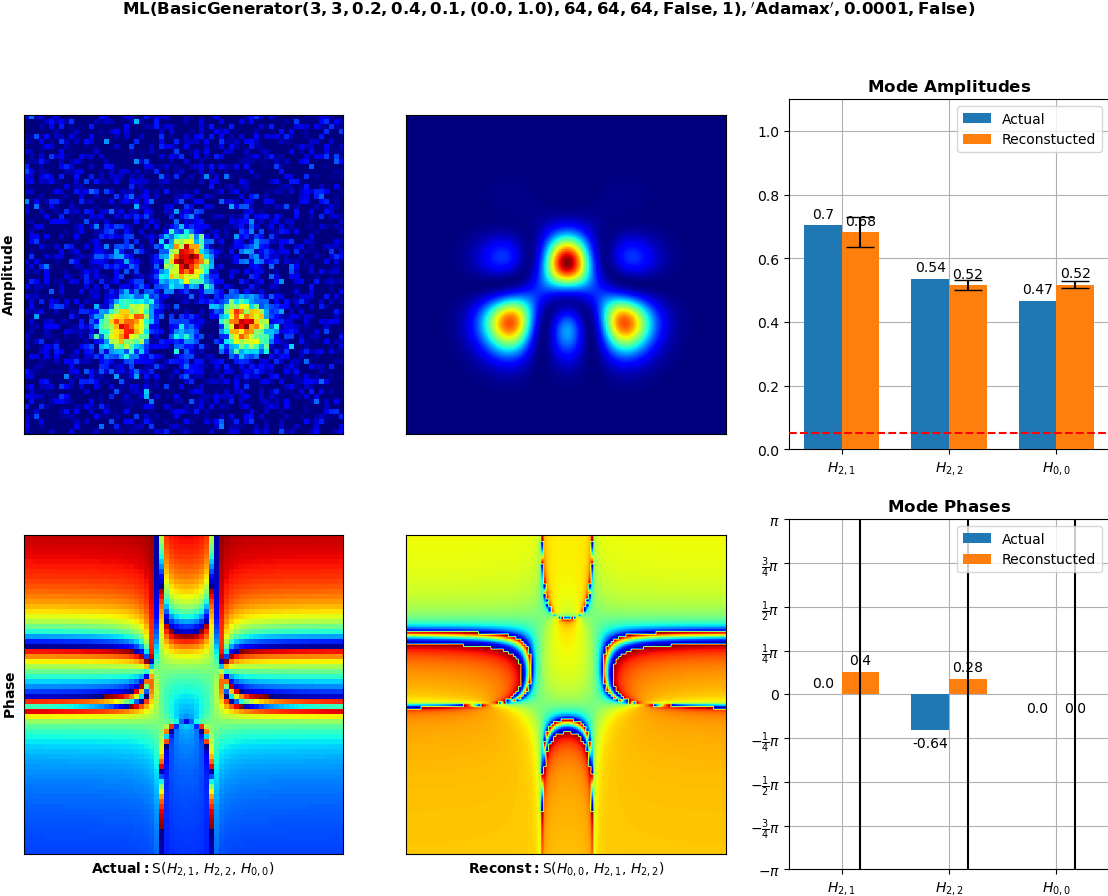 ML(BasicGenerator(3, 3, 0.2, 0.4, 0.1, (0.0, 1.0), 64, 64, 64, False, 1), ′Adamax′, 0.0001, False)
Amplitude
Mode Amplitudes
Actual
Reconstucted
1.0
0.8
0.6
0.4
0.2
0.0
0.7
0.68
0.54
0.52
0.47
0.52
H2,1
H2,2
H0,0
Phase
Actual: S(H2,1, H2,2, H0,0)
Reconst: S(H0,0, H2,1, H2,2)
Mode Phases
Actual
Reconstucted
π
3/4π
1/2π
1/4π
0
−1/4π
−1/2π
−3/4π
−π
0.0
0.4
-0.64
0.28
0.0
0.0
H2,1
H2,2
H0,0